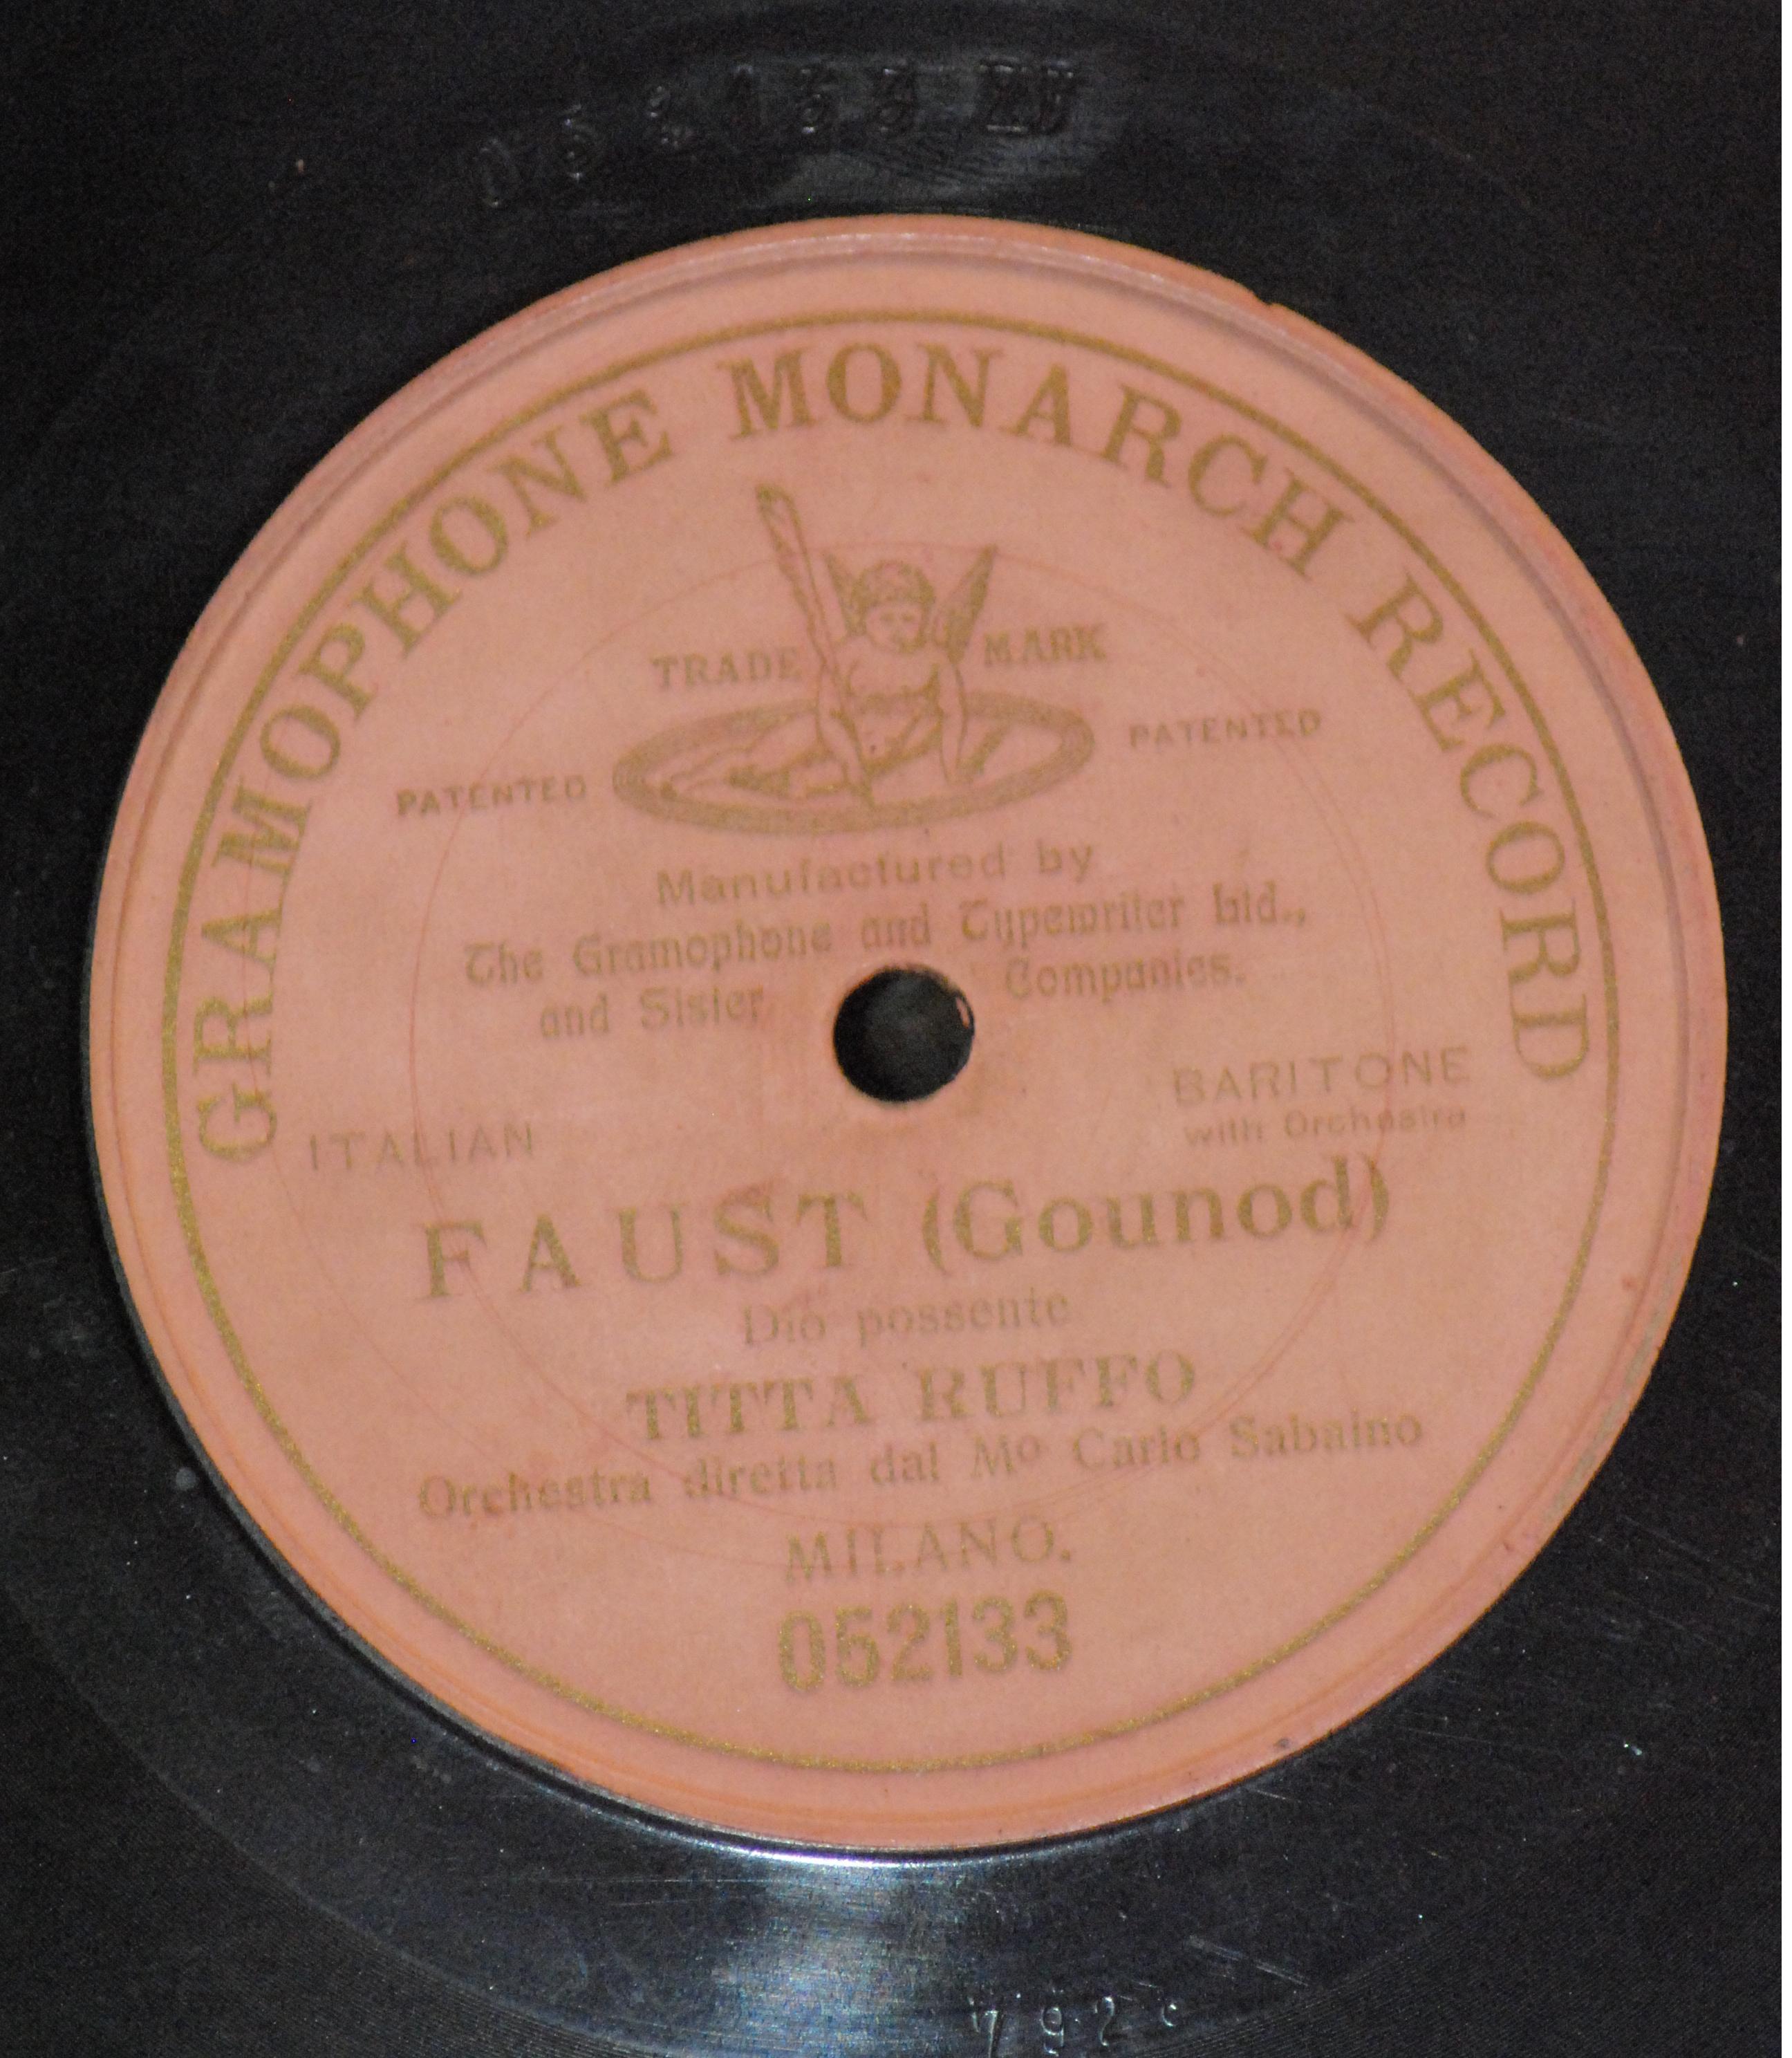 GRAMOPHONE MONARCH RECORD
TRADE MARK
PATENTED PATENTED
Manufactured by
The Gramophone and Typewriter Ltd.,
and Sister Companies.
ITALIAN
BARITONE
with Orchestra
FAUST (Gounod)
Dio possente
TITTA RUFFO
Orchestra diretta dal Mº Carlo Sabaino
MILANO.
052133
792c